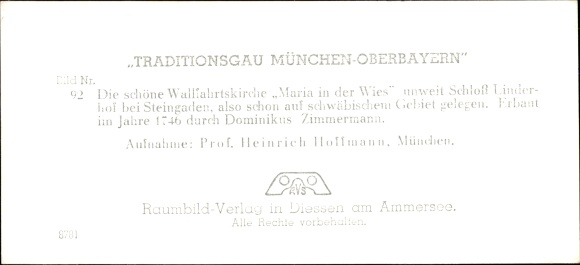 „TRADITIONSGAU MÜNCHEN-OBERBAYERN"
Bild Nr.
92 Die schöne Wallfahrtskirche „Maria in der Wies" unweit Schloß Linder-
hof bei Steingaden, also schon auf schwäbischem Gebiet gelegen. Erbaut
im Jahre 1746 durch Dominikus Zimmermann.
Aufnahme: Prof. Heinrich Hoffmann, München.
RVS
Raumbild-Verlag in Diessen am Ammersee.
Alle Rechte vorbehalten.
6701